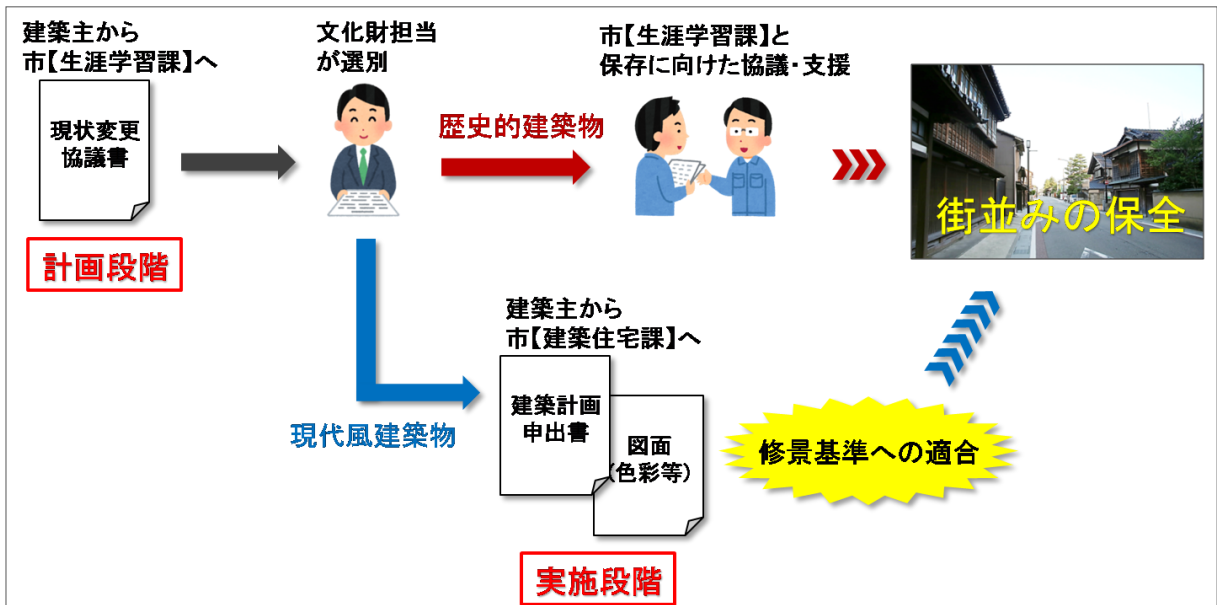 建築主から
市【生涯学習課】へ
現状変更
協議書
計画段階
文化財担当
が選別
歴史的建築物
市【生涯学習課】と
保存に向けた協議・支援
街並みの保全
現代風建築物
建築主から
市【建築住宅課】へ
建築計画
申出書
図面
(色彩等)
実施段階
修景基準への適合